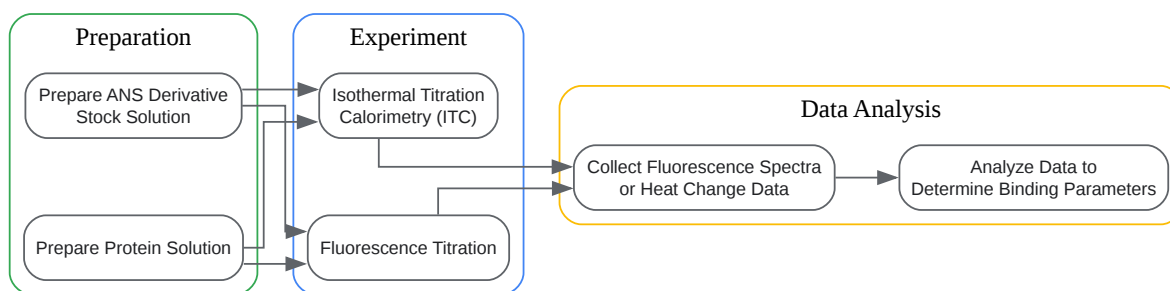 Preparation
Prepare ANS Derivative
Stock Solution
Prepare Protein Solution
Experiment
Isothermal Titration
Calorimetry (ITC)
Fluorescence Titration
Data Analysis
Collect Fluorescence Spectra
or Heat Change Data
Analyze Data to
Determine Binding Parameters